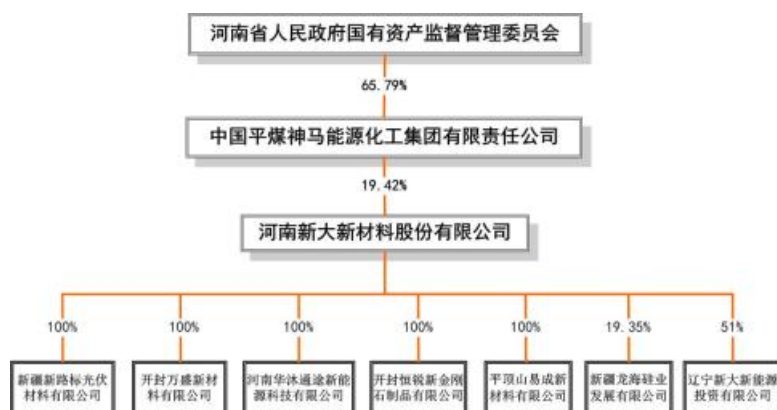 河南省人民政府国有资产监督管理委员会
65.79%
中国平煤神马能源化工集团有限责任公司
19.42%
河南新大新材料股份有限公司
100%
100%
100%
100%
100%
19.35%
51%
新疆新路标光伏
材料有限公司
开封万盛新材
料有限公司
河南华沐通途新能
源科技有限公司
开封恒锐新金刚
石制品有限公司
平顶山易成新
材料有限公司
新疆龙海硅业
发展有限公司
辽宁新大新能源
投资有限公司